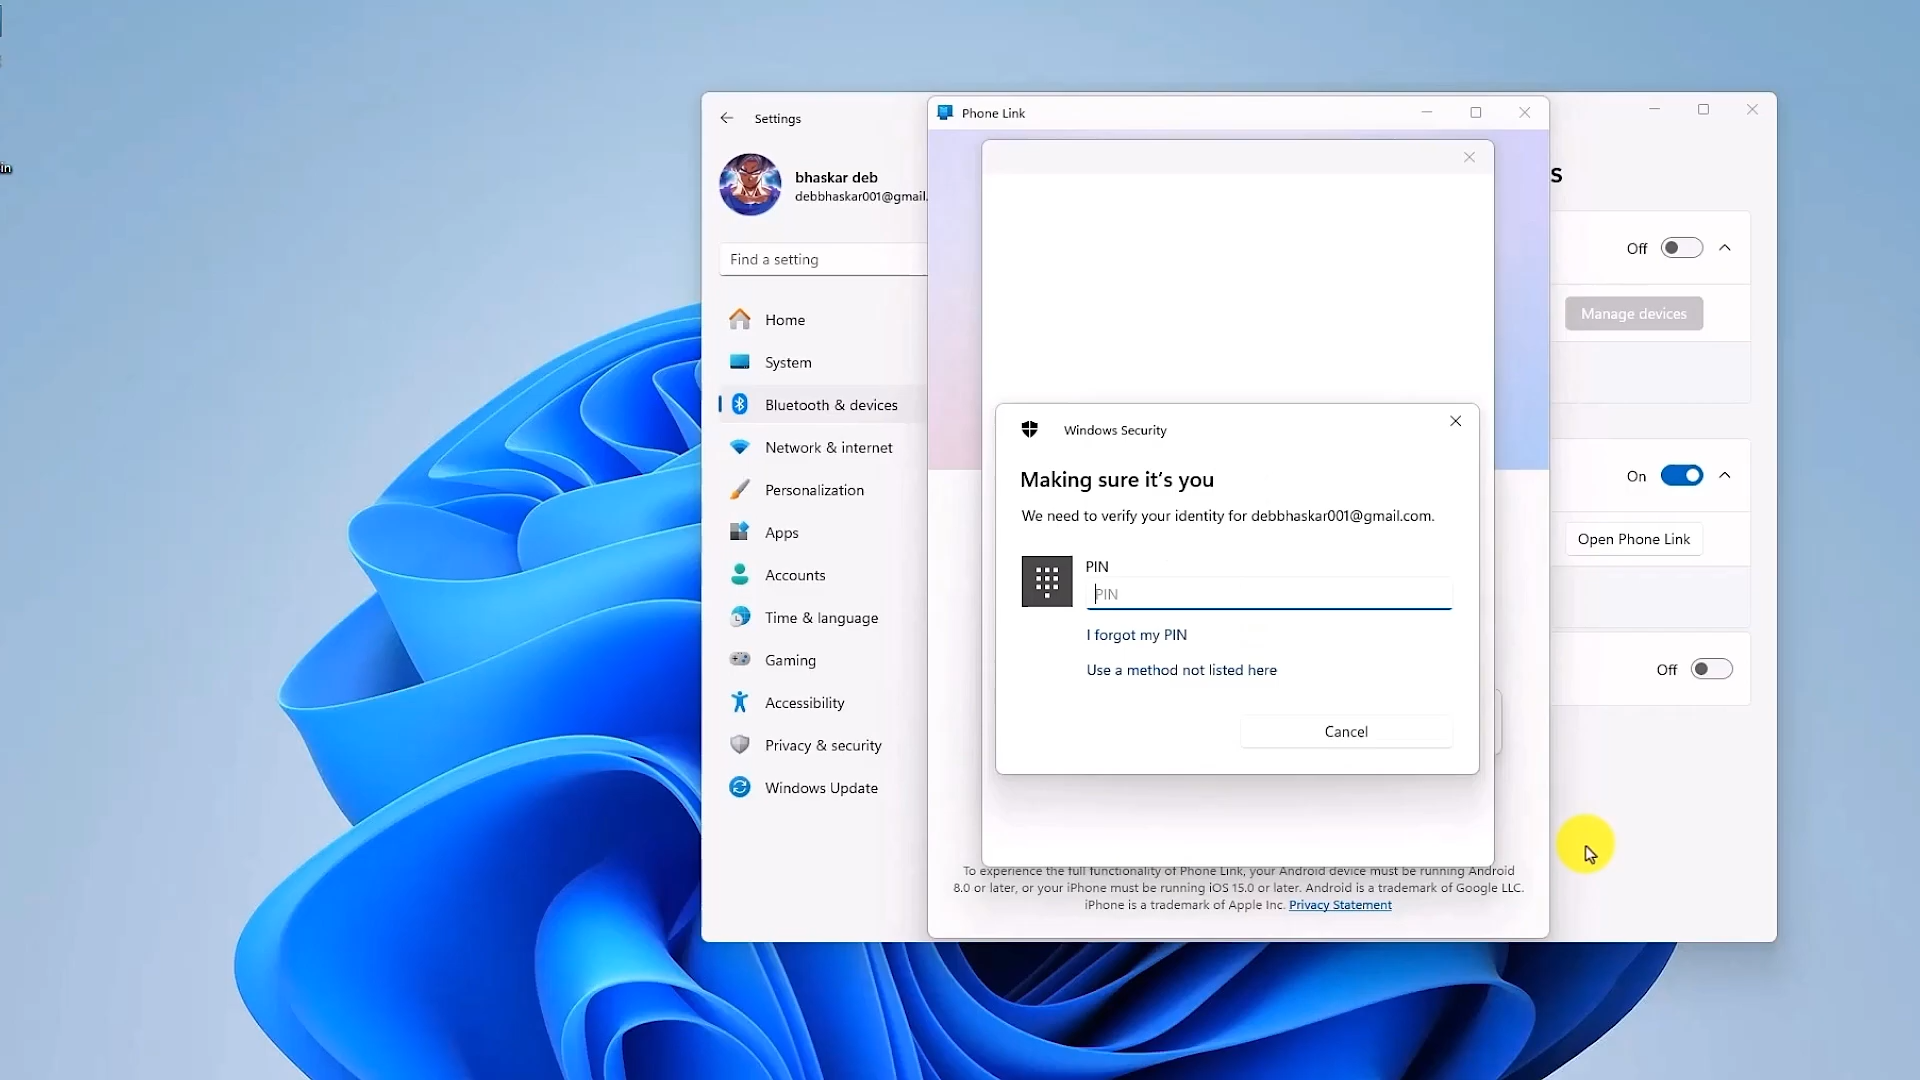 in
Settings
bhaskar deb
debbhaskar001@gmail.
Find a setting
Home
System
Bluetooth & devices
Network & internet
Personalization
Apps
Accounts
Time & language
Gaming
Accessibility
Privacy & security
Windows Update
Phone Link
Windows Security
Making sure it's you
We need to verify your identity for debbhaskar001@gmail.com.
PIN
PIN
I forgot my PIN
Use a method not listed here
Cancel
To experience the full functionality of Phone Link, your Android device must be running Android
8.0 or later, or your iPhone must be running iOS 15.0 or later. Android is a trademark of Google LLC.
iPhone is a trademark of Apple Inc. Privacy Statement
s
Off
Manage devices
On
Open Phone Link
Off